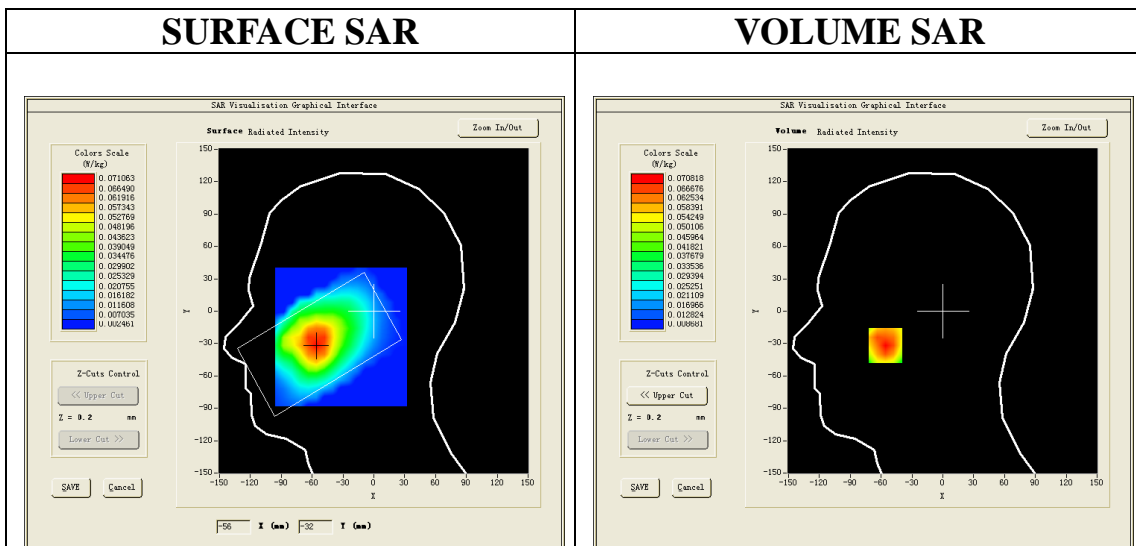 SURFACE SAR
VOLUME SAR
SAR Visualisation Graphical Interface
Surface Radiated Intensity
Zoom In/Out
Colors Scale
(W/kg)
0.071063
0.066490
0.061916
0.057343
0.052769
0.048196
0.043623
0.039049
0.034476
0.029902
0.025329
0.020755
0.016182
0.011608
0.007035
0.002461
150
120
90
60
30
0
-30
-60
-90
-120
-150
Y
-150 -120 -90 -60 -30 0 30 60 90 120 150
X
Z-Cuts Control
<< Upper Cut
Z = 0.2 mm
Lower Cut >>
SAVE Cancel
-56 X (mm) -32 Y (mm)
SAR Visualisation Graphical Interface
Volume Radiated Intensity
Zoom In/Out
Colors Scale
(W/kg)
0.070818
0.066676
0.062534
0.058391
0.054249
0.050106
0.045964
0.041821
0.037679
0.033536
0.029394
0.025251
0.021109
0.016966
0.012824
0.008681
150
120
90
60
30
0
-30
-60
-90
-120
-150
Y
-150 -120 -90 -60 -30 0 30 60 90 120 150
X
Z-Cuts Control
<< Upper Cut
Z = 0.2 mm
Lower Cut >>
SAVE Cancel